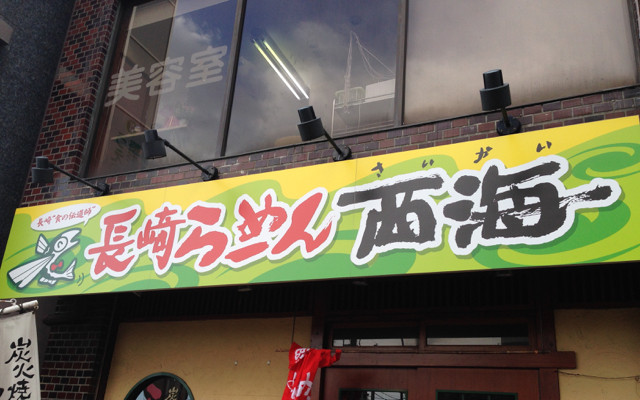 美容室
さいかい
長崎"食の伝道師"
長崎らーめん 西海
炭火焼